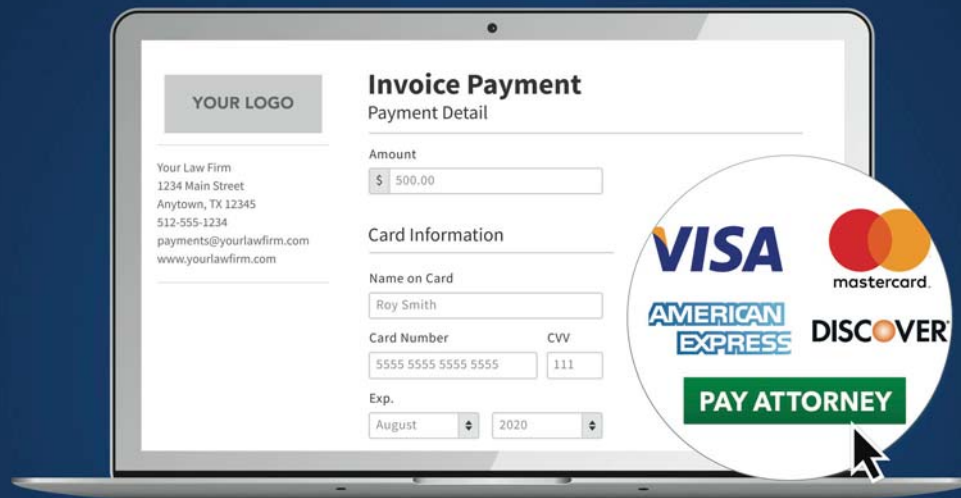 YOUR LOGO
Your Law Firm
1234 Main Street
Anytown, TX 12345
512-555-1234
payments@yourlawfirm.com
www.yourlawfirm.com
Invoice Payment
Payment Detail
Amount
$ 500.00
Card Information
Name on Card
Roy Smith
Card Number CVV
5555 5555 5555 5555 111
Exp.
August 2020
VISA
mastercard.
AMERICAN
EXPRESS
DISCOVER
PAY ATTORNEY